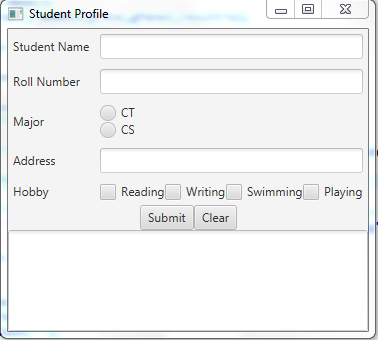 Student Profile
Student Name
Roll Number
Major
CT
CS
Address
Hobby Reading Writing Swimming Playing
Submit Clear